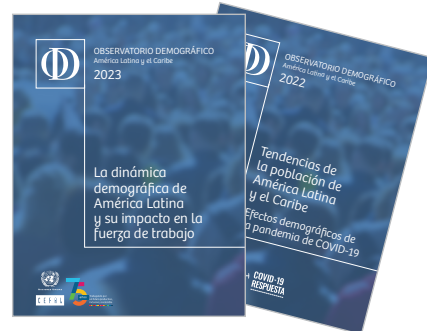 OBSERVATORIO DEMOGRÁFICO
América Latina y el Caribe
2023
La dinámica
demográfica de
América Latina
y su impacto en la
fuerza de trabajo
CEPAL
OBSERVATORIO DEMOGRÁFICO
América Latina y el Caribe
2022
Tendencias de
la población de
América Latina
y el Caribe
Efectos demográficos de
la pandemia de COVID-19
COVID-19
RESPUESTA